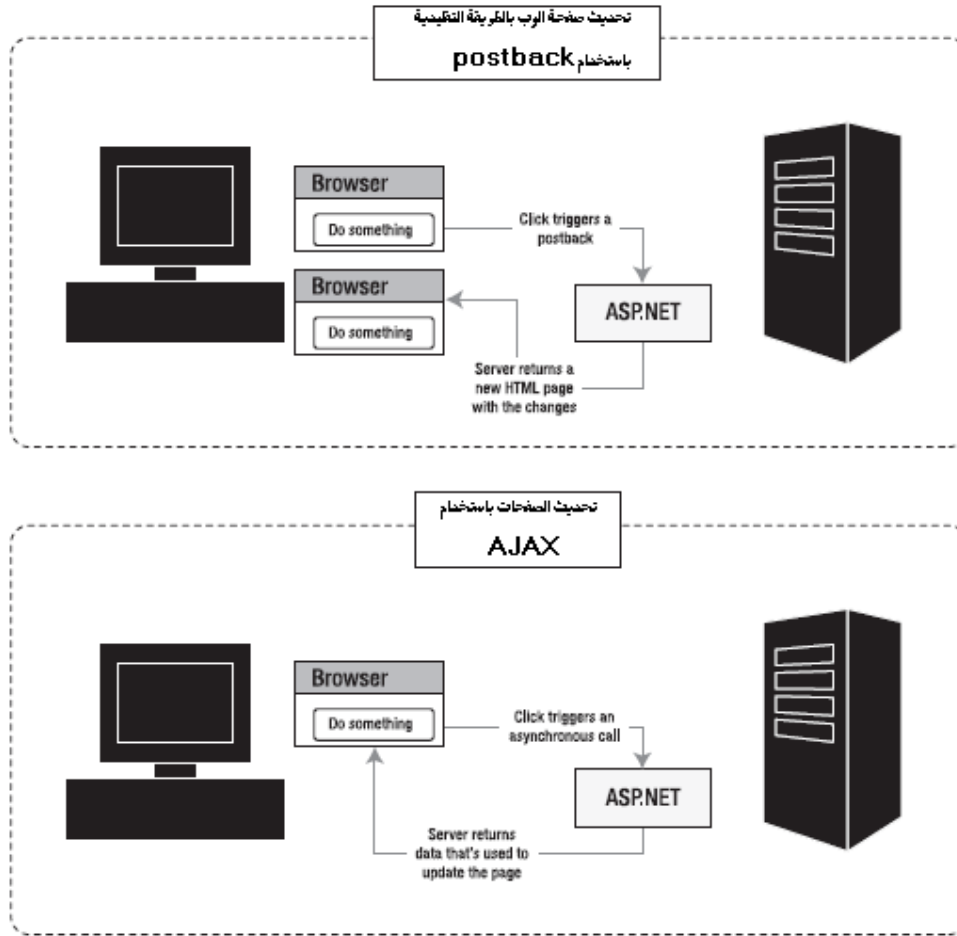 تحديث صفحة الوب بالطريقة التقليدية
باستخدام postback
Browser
Do something
Click triggers a
postback
Browser
Do something
ASP.NET
Server returns a
new HTML page
with the changes
تحديث الصفحات باستخدام
AJAX
Browser
Do something
Click triggers an
asynchronous call
ASP.NET
Server returns
data that's used to
update the page